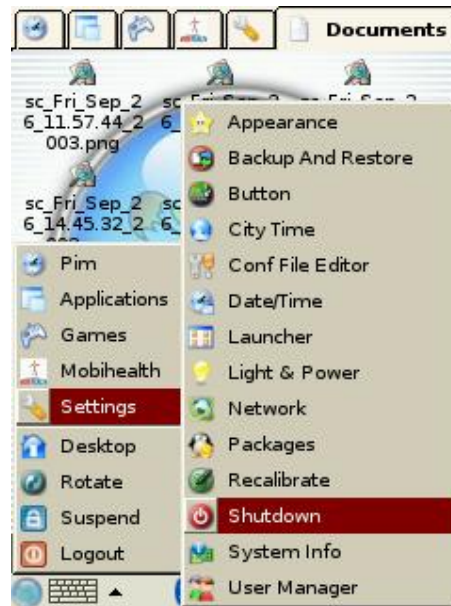 Documents
sc_Fri_Sep_2
6_11.57.44_2
003.png
sc_Fri_Sep_2
6_14.45.32_2
Pim
Applications
Games
Mobihealth
Settings
Desktop
Rotate
Suspend
Logout
Appearance
Backup And Restore
Button
City Time
Conf File Editor
Date/Time
Launcher
Light & Power
Network
Packages
Recalibrate
Shutdown
System Info
User Manager